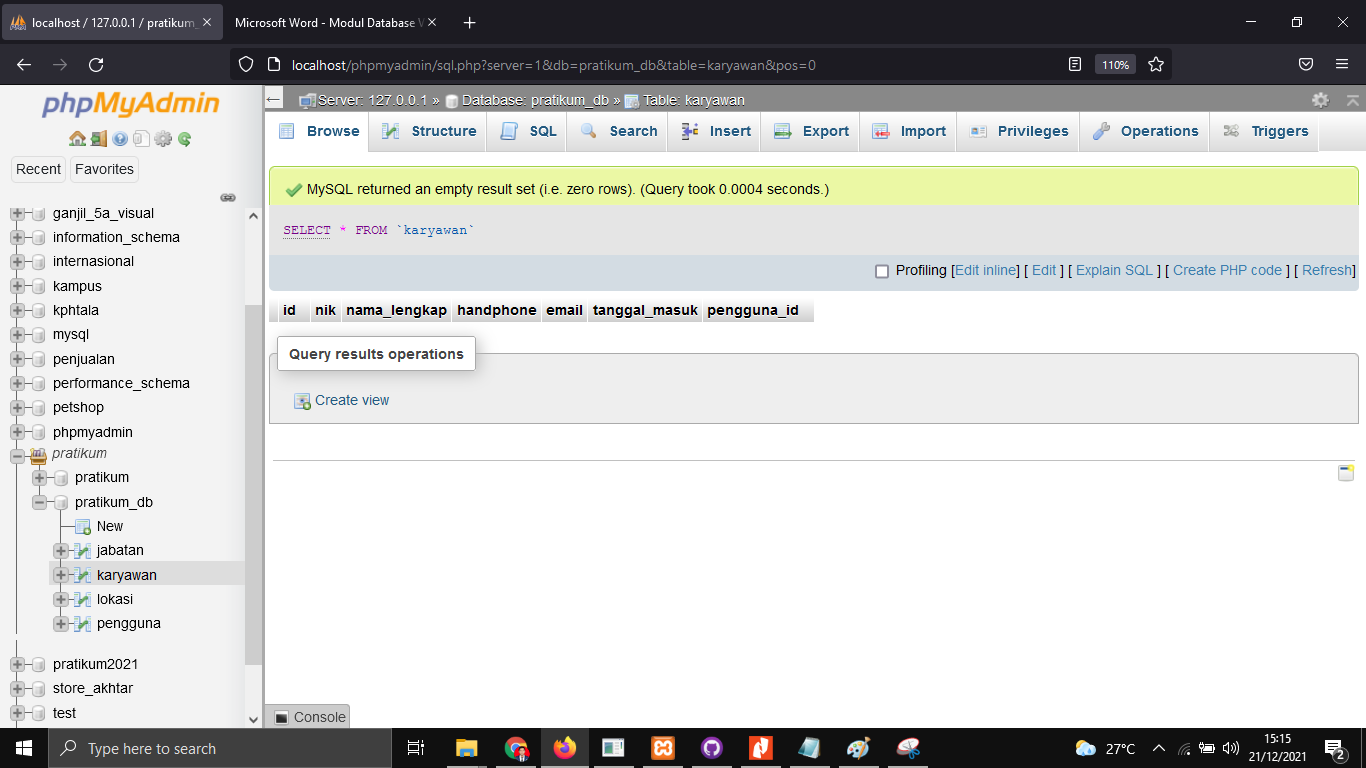 localhost / 127.0.0.1 / pratikum_
Microsoft Word - Modul Database V
localhost/phpmyadmin/sql.php?server=1&db=pratikum_db&table=karyawan&pos=0
110%
phpMyAdmin
Recent
Favorites
ganjil_5a_visual
information_schema
internasional
kampus
kphtala
mysql
penjualan
performance_schema
petshop
phpmyadmin
pratikum
pratikum
pratikum_db
New
jabatan
karyawan
lokasi
pengguna
pratikum2021
store_akhtar
test
Server: 127.0.0.1 » Database: pratikum_db » Table: karyawan
Browse Structure SQL Search Insert Export Import Privileges Operations Triggers
MySQL returned an empty result set (i.e. zero rows). (Query took 0.0004 seconds.)
SELECT * FROM `karyawan`
Profiling [Edit inline] [ Edit ] [ Explain SQL ] [ Create PHP code ] [ Refresh]
id nik nama_lengkap handphone email tanggal_masuk pengguna_id
Query results operations
Create view
Console
Type here to search
27°C
15:15
21/12/2021
2